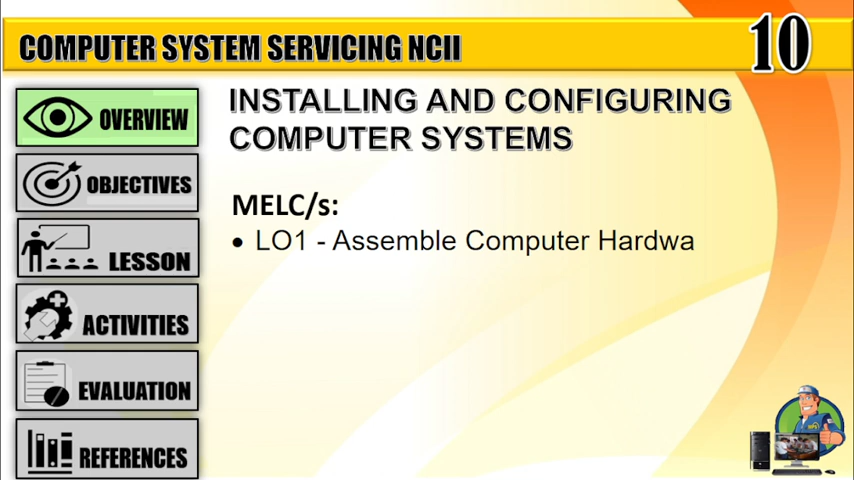 COMPUTER SYSTEM SERVICING NCII
10
OVERVIEW
OBJECTIVES
LESSON
ACTIVITIES
EVALUATION
REFERENCES
INSTALLING AND CONFIGURING
COMPUTER SYSTEMS
MELC/s:
• LO1 - Assemble Computer Hardwa